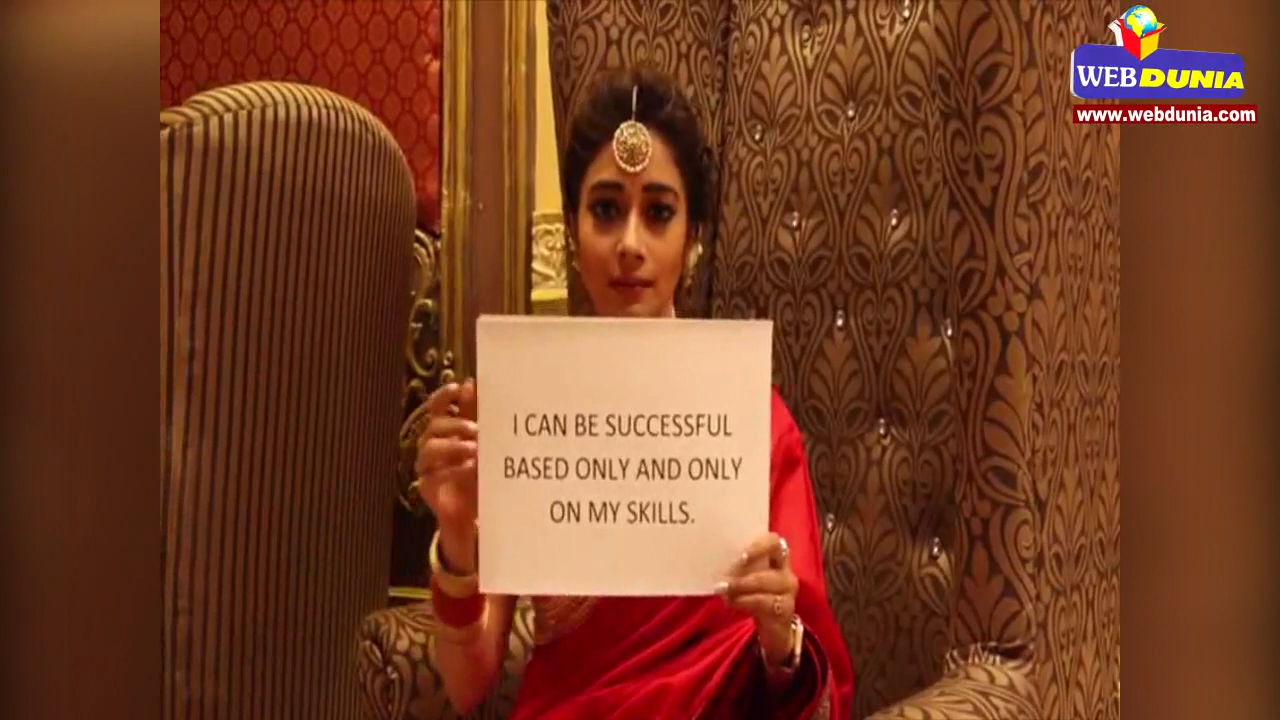 WEBDUNIA
www.webdunia.com
I CAN BE SUCCESSFUL
BASED ONLY AND ONLY
ON MY SKILLS.